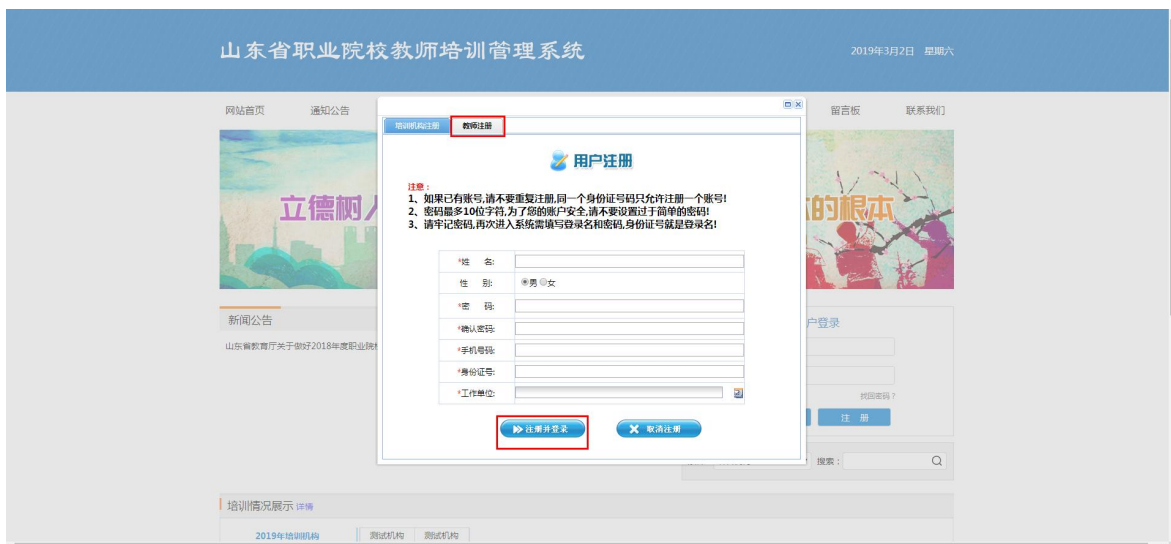 山东省职业院校教师培训管理系统
2019年3月2日 星期六
网站首页 通知公告 留言板 联系我们
培训机构注册 教师注册
用户注册
注意：
1、如果已有账号,请不要重复注册,同一个身份证号码只允许注册一个账号!
2、密码最多10位字符,为了您的账户安全,请不要设置过于简单的密码!
3、请牢记密码,再次进入系统需填写登录名和密码,身份证号就是登录名!
立德树
的根本
*姓 名:
性 别: 男 女
*密 码:
*确认密码:
*手机号码:
*身份证号:
*工作单位:
注册并登录 取消注册
新闻公告
山东省教育厅关于做好2018年度职业院
户登录
找回密码？
注 册
搜索：
培训情况展示 详情
2019年培训机构 测试机构 测试机构